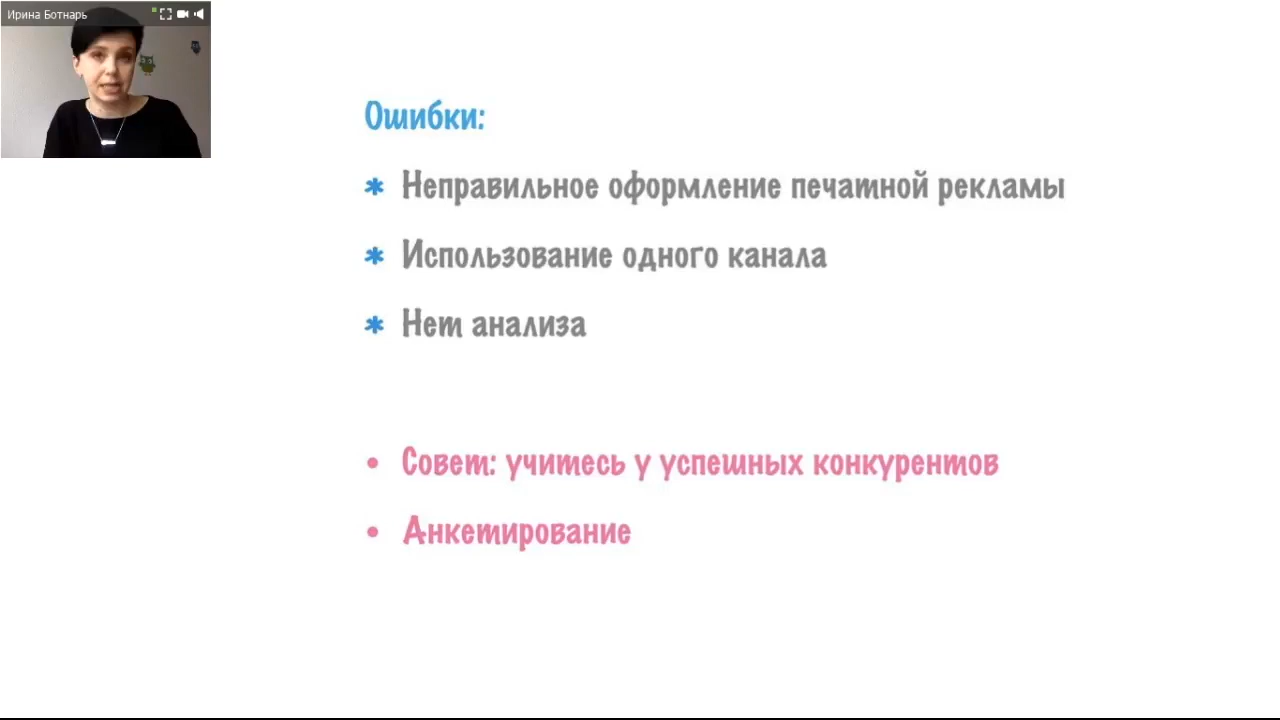 Ирина Ботнарь
Ошибки:
* Неправильное оформление печатной рекламы
* Использование одного канала
* Нет анализа
• Совет: учитесь у успешных конкурентов
• Анкетирование